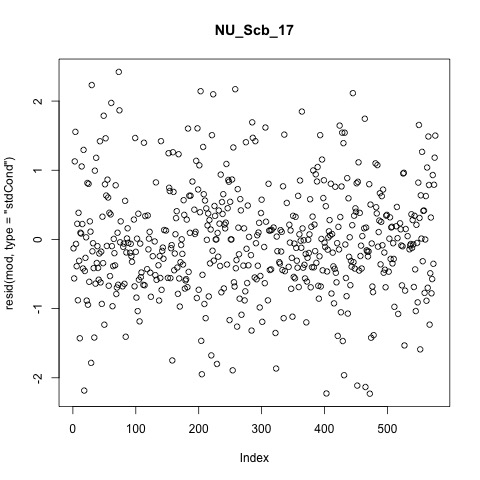 NU_Scb_17
resid(mod, type = "stdCond")
2
1
0
-1
-2
0 100 200 300 400 500
Index